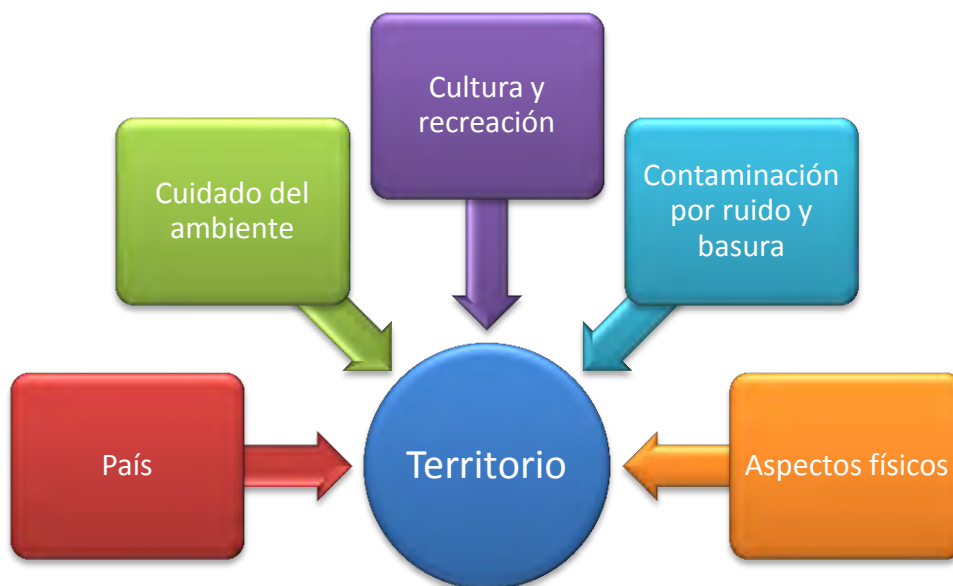 Cultura y
recreación
Cuidado del
ambiente
Contaminación
por ruido y
basura
País
Territorio
Aspectos físicos